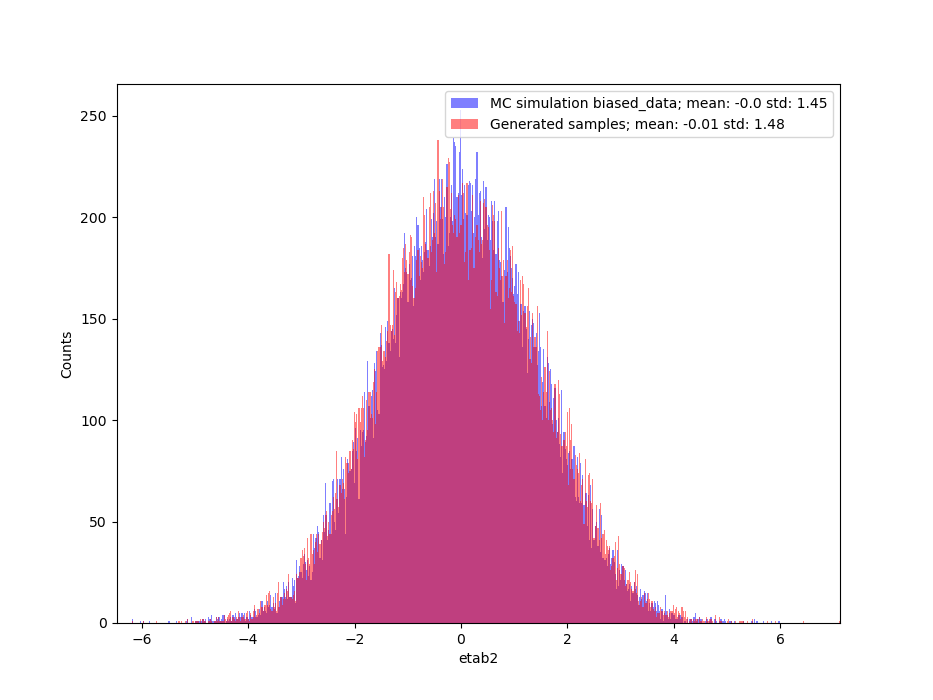 MC simulation biased_data; mean: -0.0 std: 1.45
Generated samples; mean: -0.01 std: 1.48
250
200
150
100
50
0
Counts
−6 −4 −2 0 2 4 6
etab2